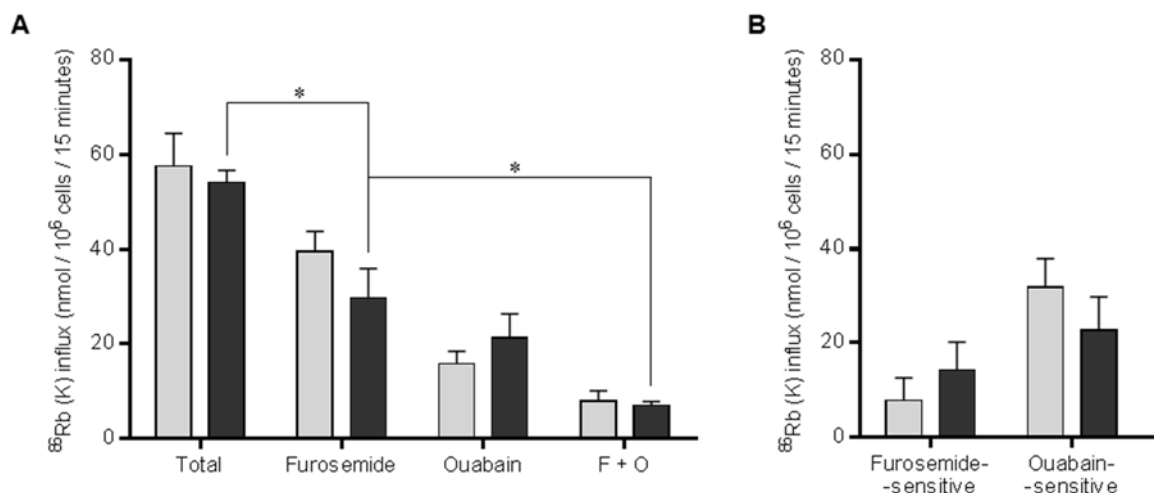 A
⁸⁶Rb (K) influx (nmol / 10⁶ cells / 15 minutes)
80
60
40
20
0
*
*
Total
Furosemide
Ouabain
F + O
B
⁸⁶Rb (K) influx (nmol / 10⁶ cells / 15 minutes)
80
60
40
20
0
Furosemide-
-sensitive
Ouabain-
-sensitive